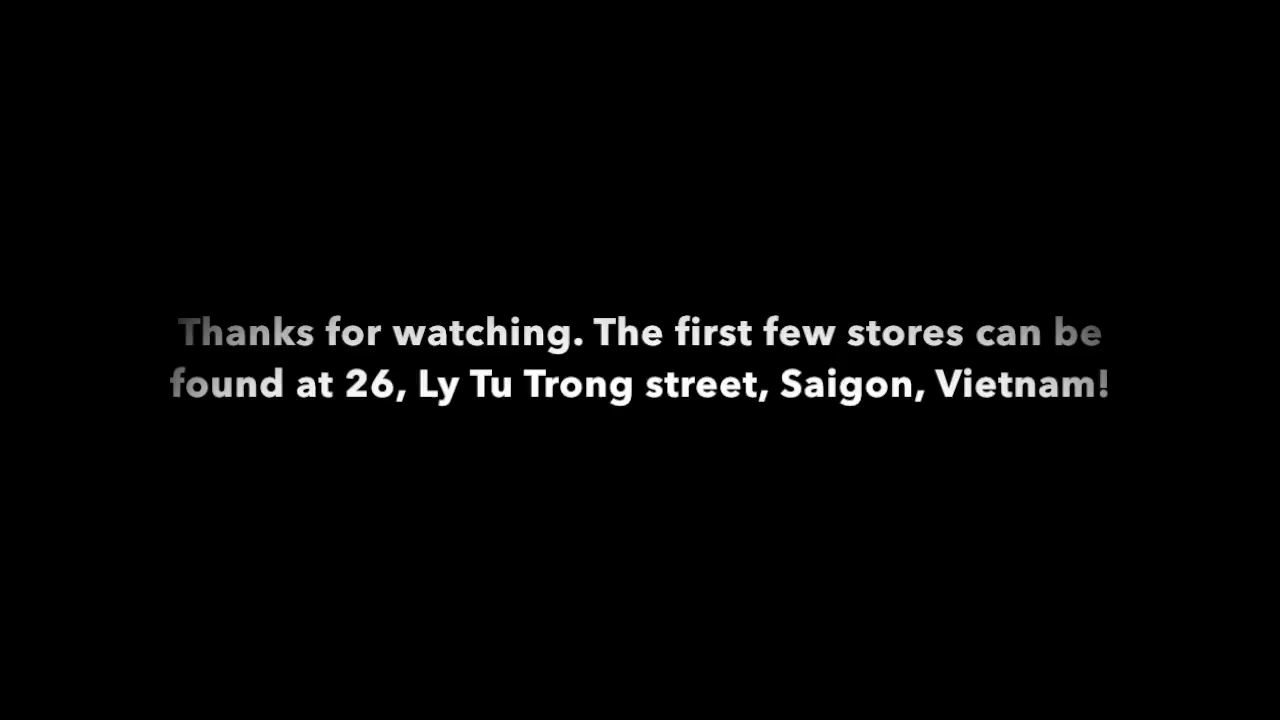 Thanks for watching. The first few stores can be
found at 26, Ly Tu Trong street, Saigon, Vietnam!